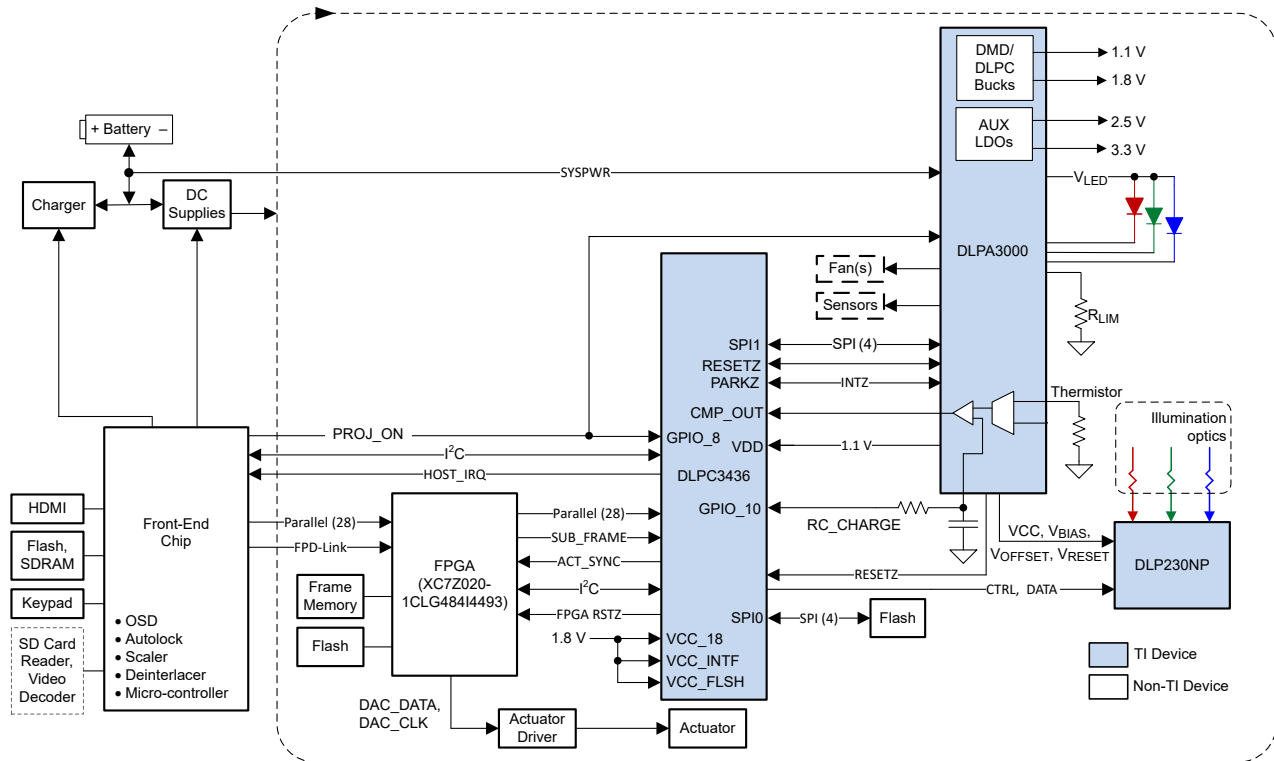 + Battery –
Charger
DC
Supplies
SYSPWR
DMD/
DLPC
Bucks
1.1 V
1.8 V
AUX
LDOs
2.5 V
3.3 V
VLED
DLPA3000
Fan(s)
Sensors
RLIM
SPI1
SPI (4)
RESETZ
PARKZ
INTZ
CMP_OUT
Thermistor
Illumination
optics
PROJ_ON
GPIO_8
VDD
1.1 V
I2C
HOST_IRQ
DLPC3436
HDMI
Flash,
SDRAM
Keypad
SD Card
Reader,
Video
Decoder
Front-End
Chip
• OSD
• Autolock
• Scaler
• Deinterlacer
• Micro-controller
Parallel (28)
FPD-Link
Frame
Memory
Flash
FPGA
(XC7Z020-
1CLG484I4493)
Parallel (28)
SUB_FRAME
ACT_SYNC
I2C
FPGA RSTZ
1.8 V
VCC_18
VCC_INTF
VCC_FLSH
GPIO_10
RC_CHARGE
VCC, VBIAS,
VOFFSET, VRESET
RESETZ
CTRL, DATA
DLP230NP
SPI0
SPI (4)
Flash
DAC_DATA,
DAC_CLK
Actuator
Driver
Actuator
TI Device
Non-TI Device